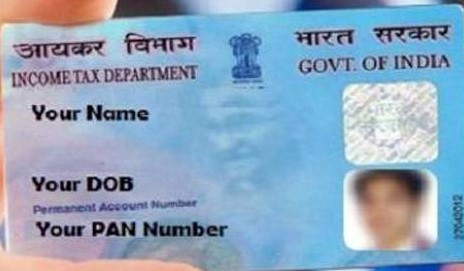 आयकर विभाग
INCOME TAX DEPARTMENT
भारत सरकार
GOVT. OF INDIA
Your Name
Your DOB
Permanent Account Number
Your PAN Number
27042012